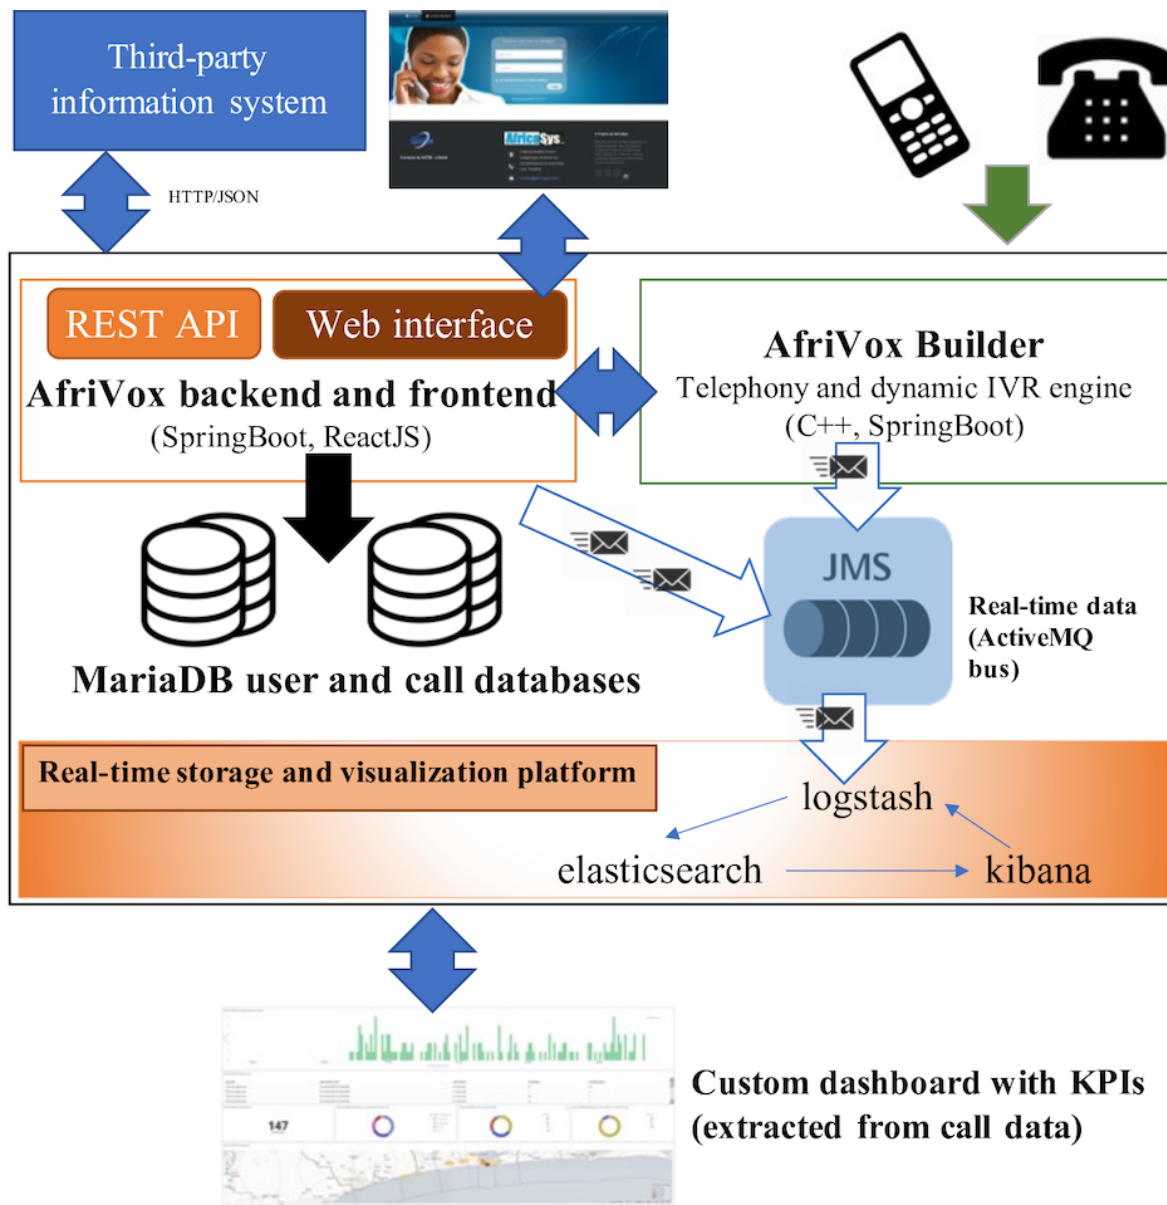 Third-party
information system
AfricaSys
HTTP/JSON
REST API
Web interface
AfriVox backend and frontend
(SpringBoot, ReactJS)
AfriVox Builder
Telephony and dynamic IVR engine
(C++, SpringBoot)
JMS
Real-time data
(ActiveMQ
bus)
MariaDB user and call databases
Real-time storage and visualization platform
logstash
elasticsearch
kibana
147
Custom dashboard with KPIs
(extracted from call data)